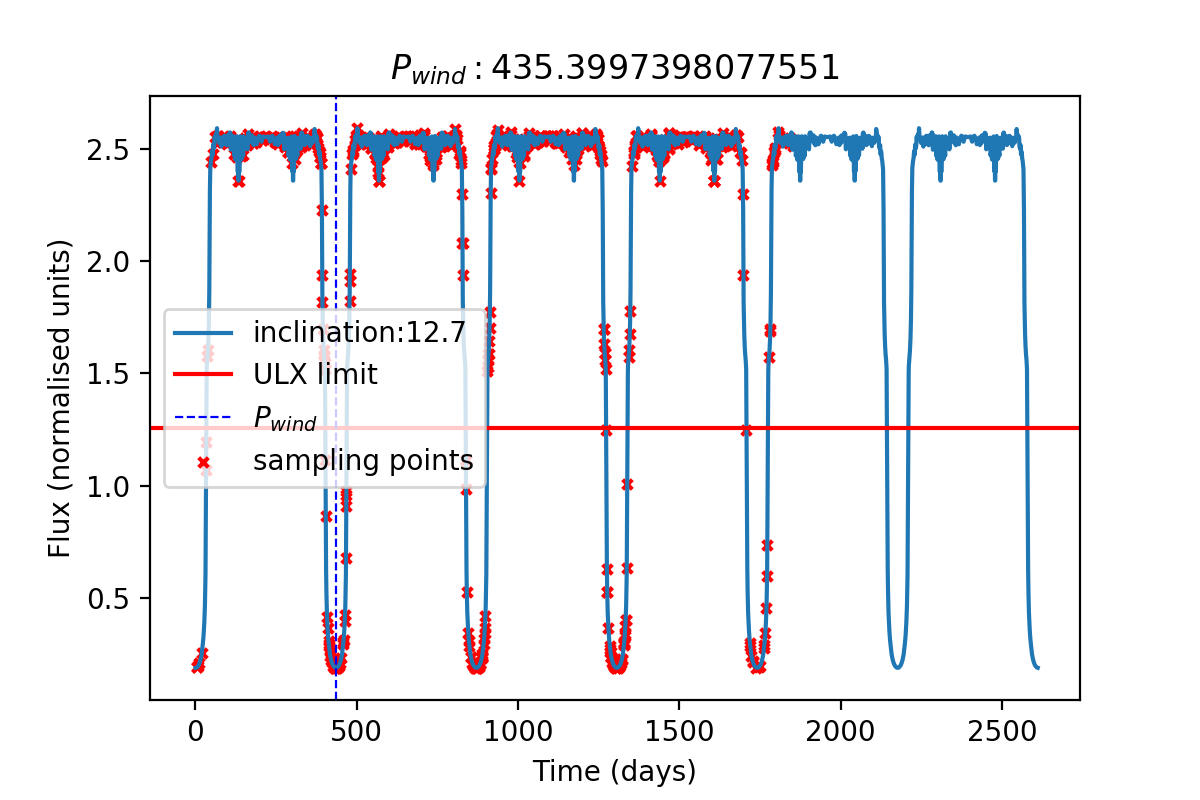 P_wind : 435.3997398077551
2.5
2.0
1.5
1.0
0.5
Flux (normalised units)
inclination:12.7
ULX limit
P_wind
sampling points
0 500 1000 1500 2000 2500
Time (days)